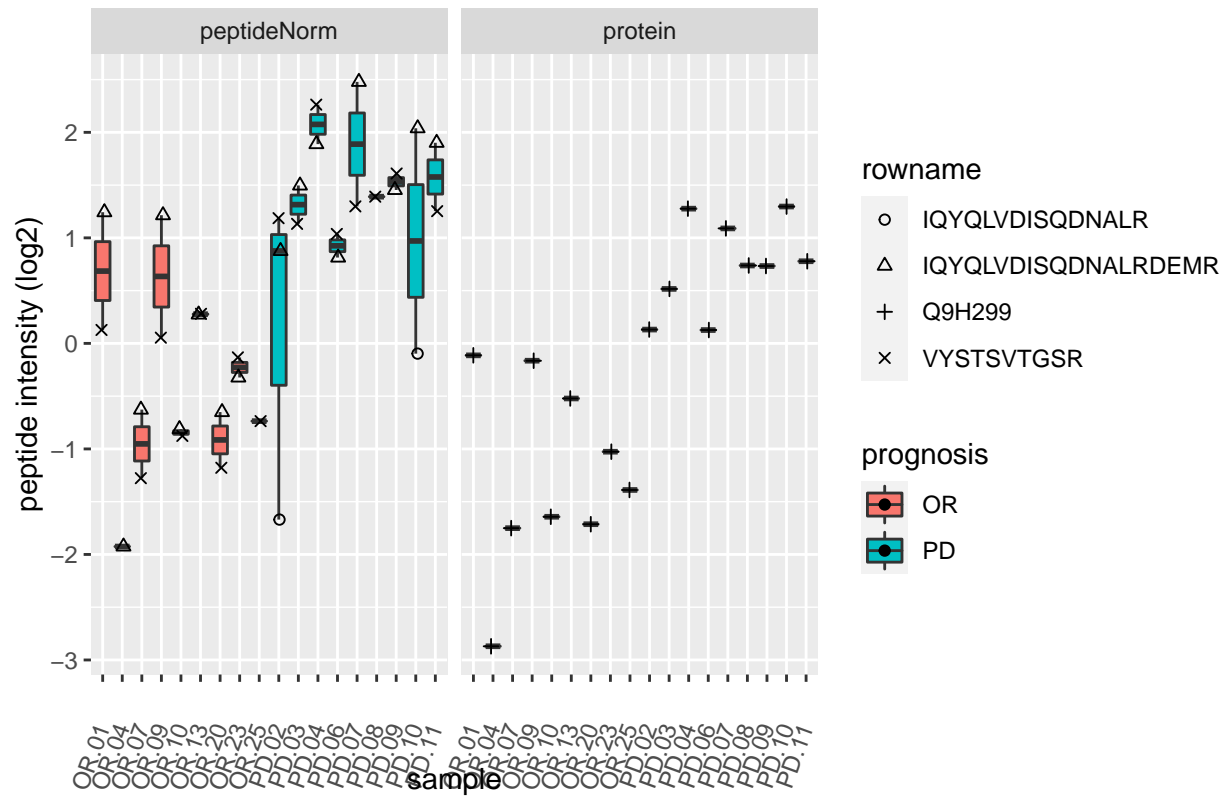 peptideNorm
protein
peptide intensity (log2)
2
1
0
−1
−2
−3
OR.01
OR.04
OR.07
OR.09
OR.10
OR.13
OR.20
OR.23
OR.25
PD.02
PD.03
PD.04
PD.06
PD.07
PD.08
PD.09
PD.10
PD.11
OR.01
OR.04
OR.07
OR.09
OR.10
OR.13
OR.20
OR.23
OR.25
PD.02
PD.03
PD.04
PD.06
PD.07
PD.08
PD.09
PD.10
PD.11
sample
rowname
IQYQLVDISQDNALR
IQYQLVDISQDNALRDEMR
Q9H299
VYSTSVTGSR
prognosis
OR
PD